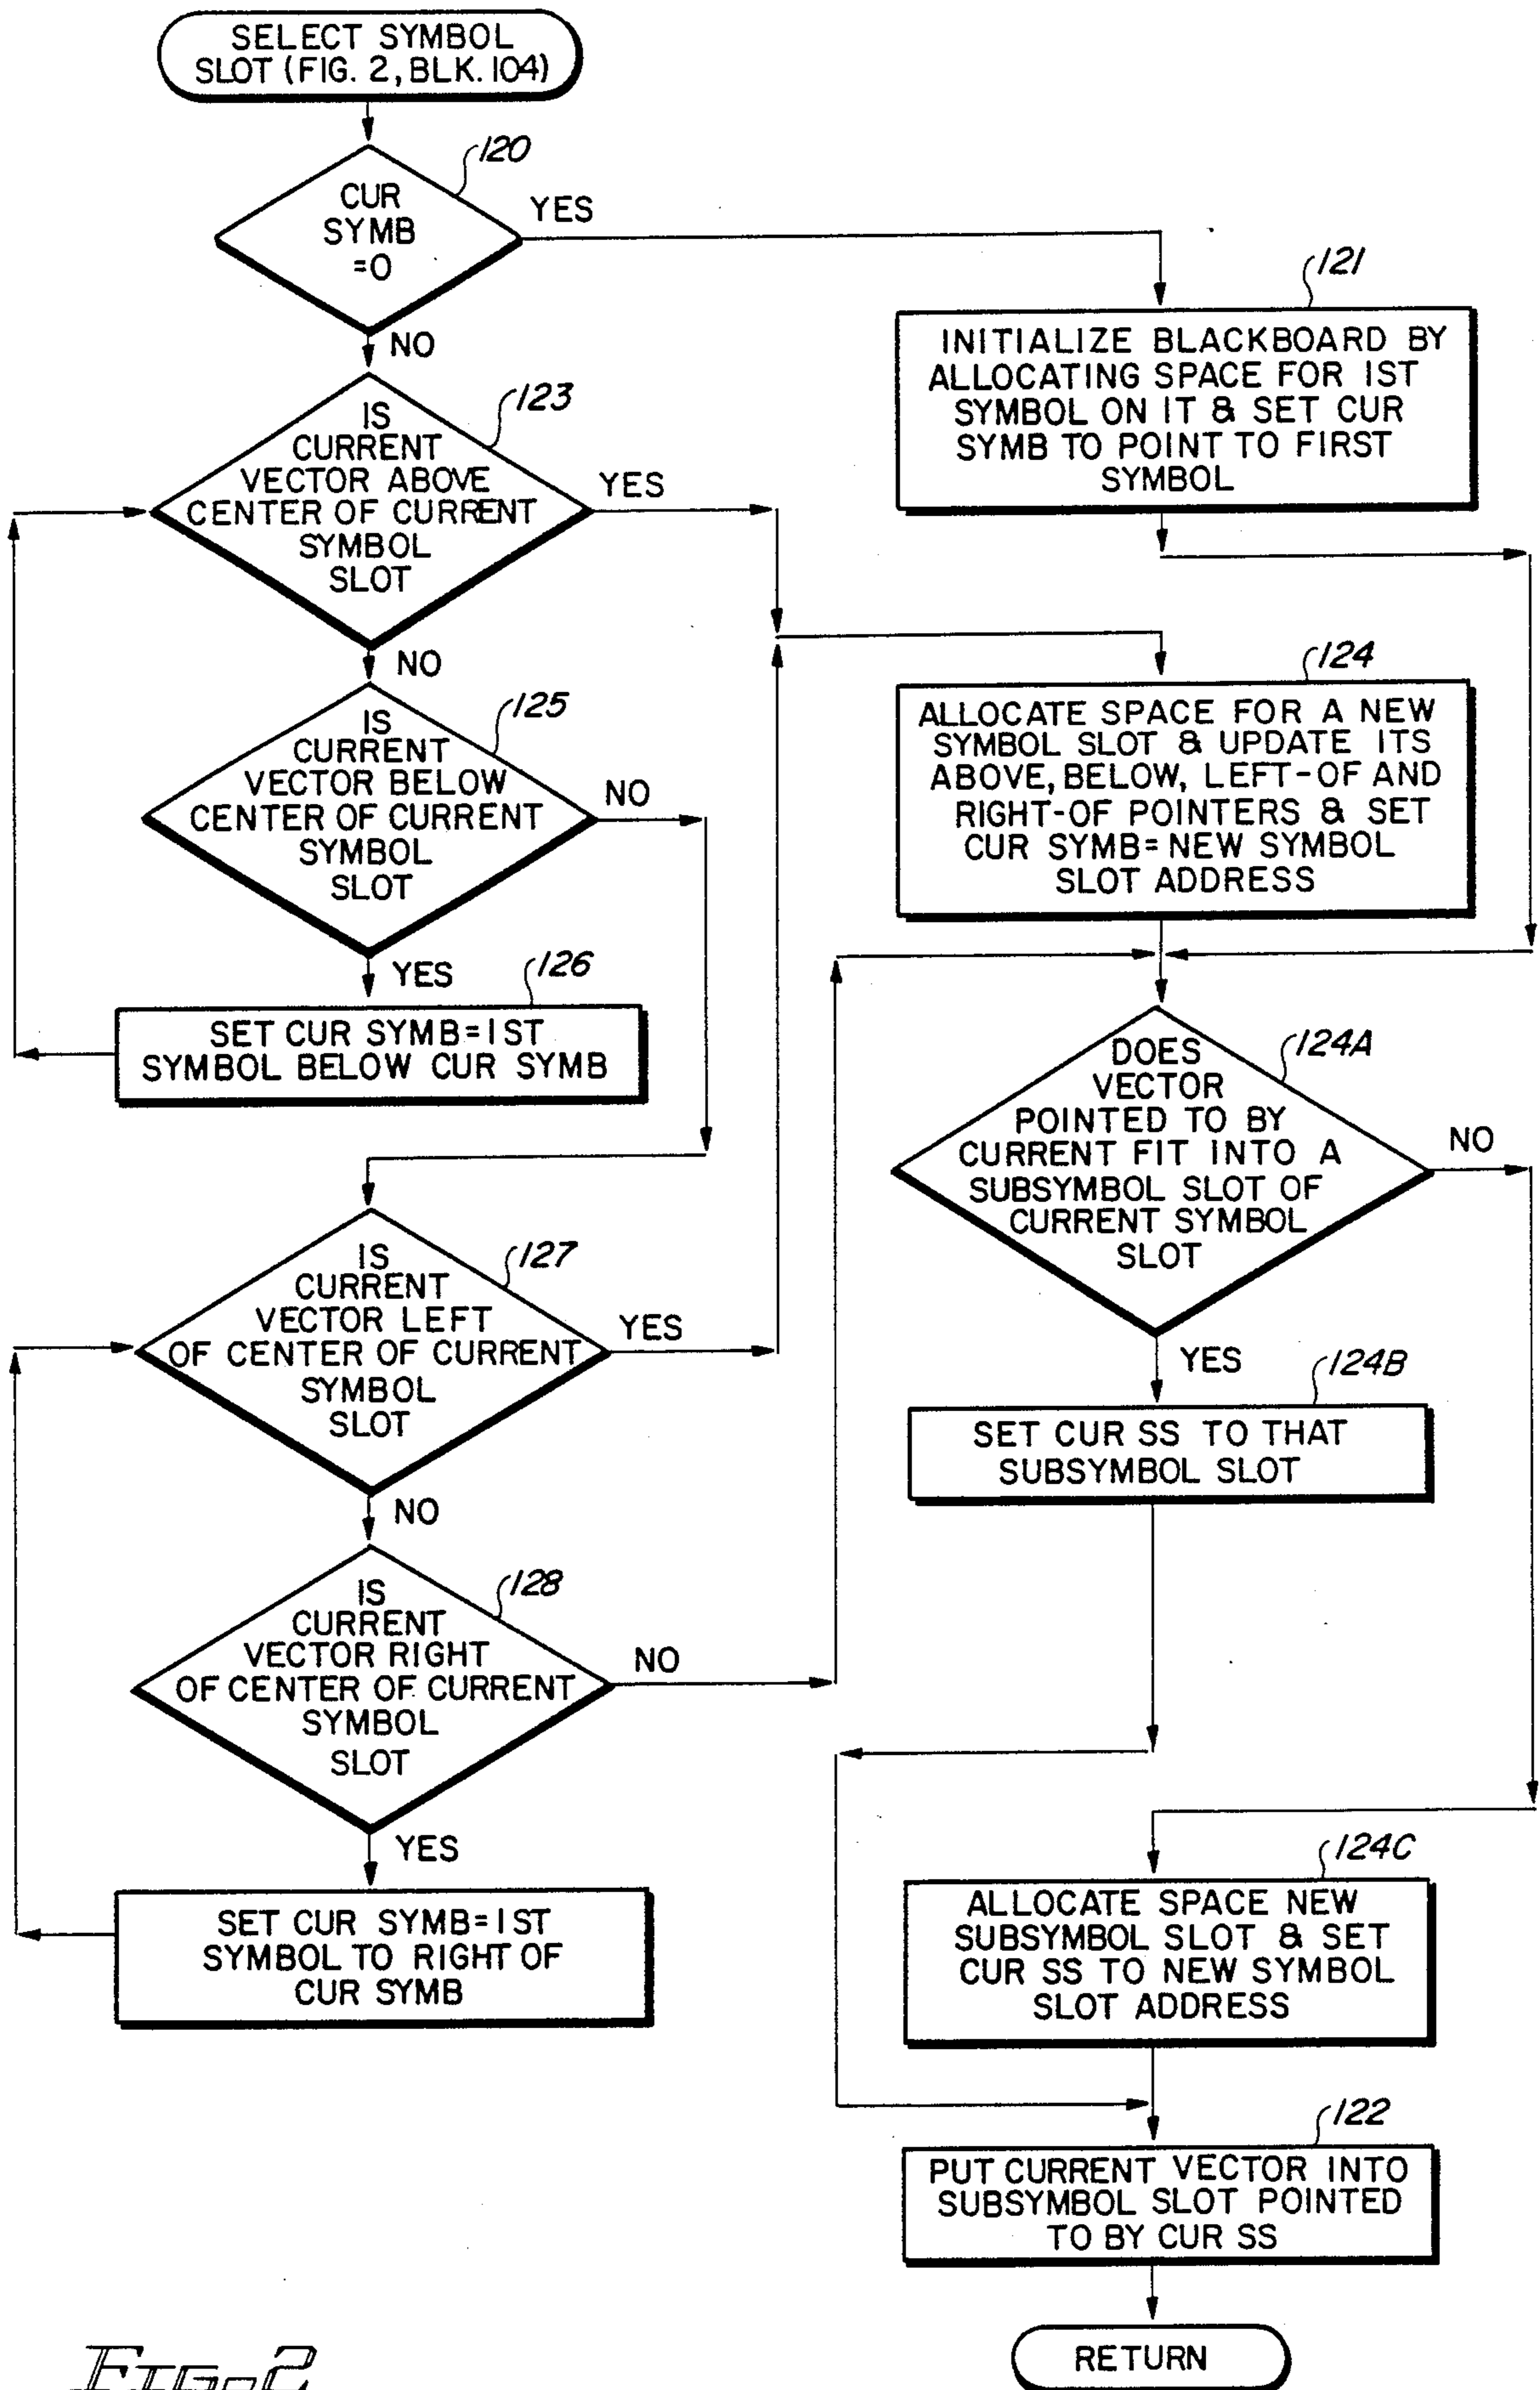 SELECT SYMBOL
SLOT (FIG. 2, BLK. 104)
120
CUR
SYMB
=0
YES
NO
121
INITIALIZE BLACKBOARD BY
ALLOCATING SPACE FOR 1ST
SYMBOL ON IT & SET CUR
SYMB TO POINT TO FIRST
SYMBOL
123
IS
CURRENT
VECTOR ABOVE
CENTER OF CURRENT
SYMBOL
SLOT
YES
NO
124
ALLOCATE SPACE FOR A NEW
SYMBOL SLOT & UPDATE ITS
ABOVE, BELOW, LEFT-OF AND
RIGHT-OF POINTERS & SET
CUR SYMB=NEW SYMBOL
SLOT ADDRESS
125
IS
CURRENT
VECTOR BELOW
CENTER OF CURRENT
SYMBOL
SLOT
NO
YES
126
SET CUR SYMB=1ST
SYMBOL BELOW CUR SYMB
124A
DOES
VECTOR
POINTED TO BY
CURRENT FIT INTO A
SUBSYMBOL SLOT OF
CURRENT SYMBOL
SLOT
NO
YES
127
IS
CURRENT
VECTOR LEFT
OF CENTER OF CURRENT
SYMBOL
SLOT
YES
NO
124B
SET CUR SS TO THAT
SUBSYMBOL SLOT
128
IS
CURRENT
VECTOR RIGHT
OF CENTER OF CURRENT
SYMBOL
SLOT
NO
YES
SET CUR SYMB=1ST
SYMBOL TO RIGHT OF
CUR SYMB
124C
ALLOCATE SPACE NEW
SUBSYMBOL SLOT & SET
CUR SS TO NEW SYMBOL
SLOT ADDRESS
122
PUT CURRENT VECTOR INTO
SUBSYMBOL SLOT POINTED
TO BY CUR SS
RETURN
FIG-2